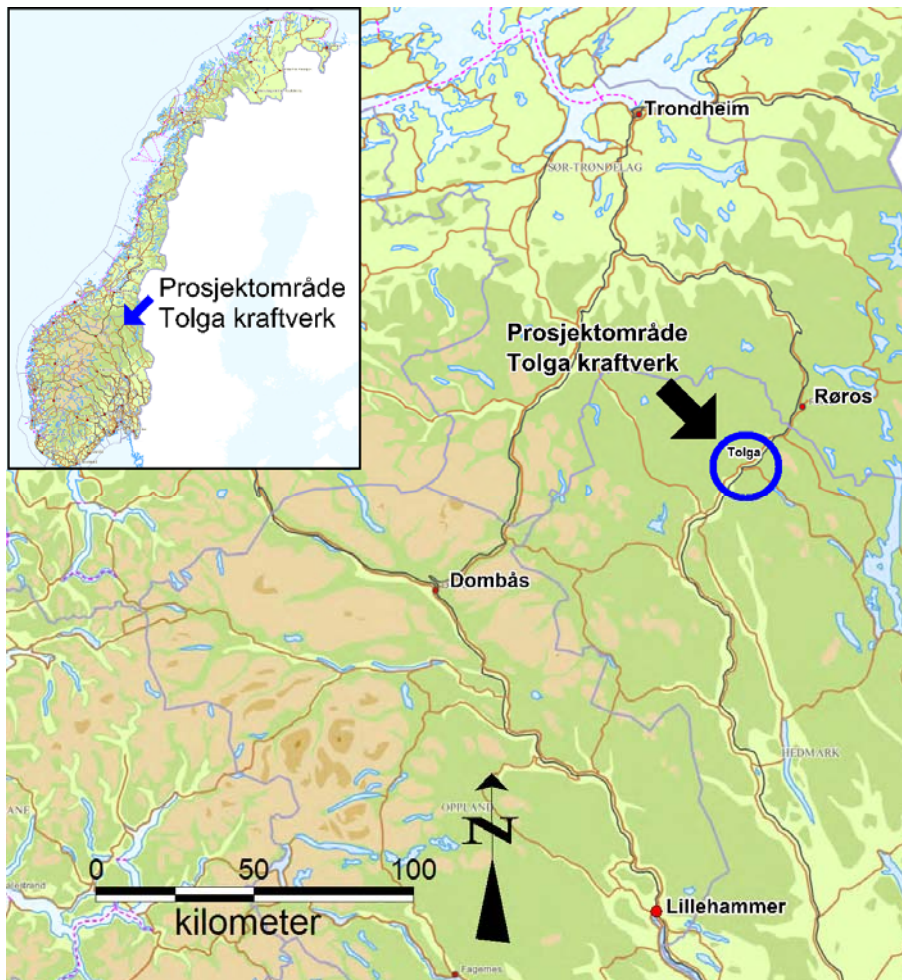 Prosjektområde
Tolga kraftverk
Trondheim
SØR-TRØNDELAG
Prosjektområde
Tolga kraftverk
Røros
Tolga
Dombås
HEDMARK
OPPLAND
N
0 50 100
kilometer
Lillehammer
Fagernes